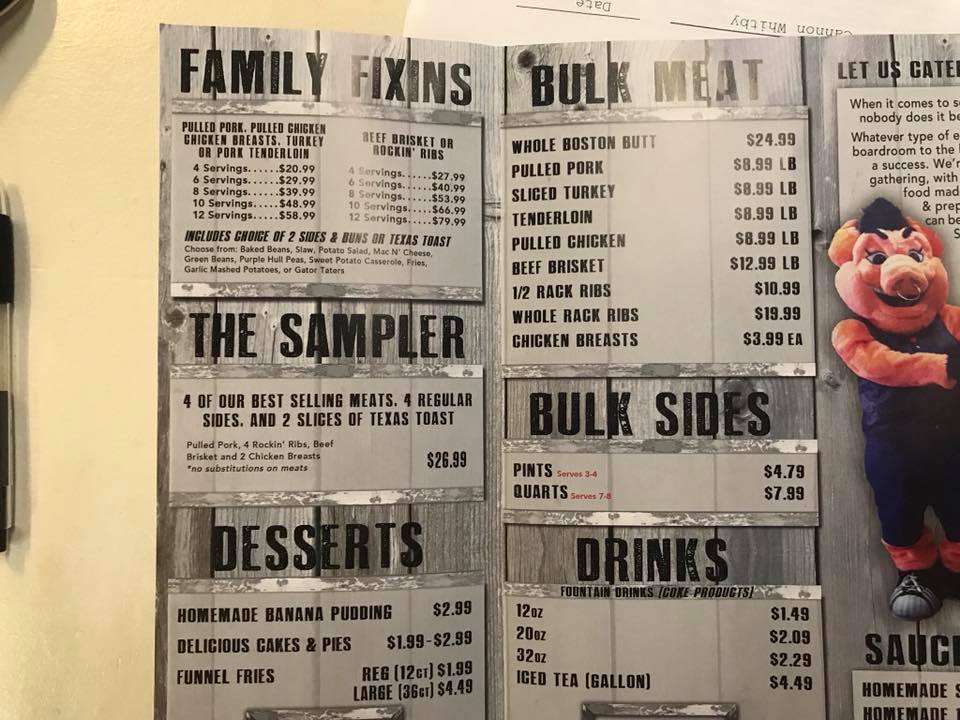 Cannon Whitby
Date
FAMILY FIXINS
PULLED PORK, PULLED CHICKEN
CHICKEN BREASTS, TURKEY
OR PORK TENDERLOIN
4 Servings......$20.99
6 Servings......$29.99
8 Servings......$39.99
10 Servings.....$48.99
12 Servings.....$58.99
BEEF BRISKET OR
ROCKIN' RIBS
4 Servings......$27.99
6 Servings......$40.99
8 Servings......$53.99
10 Servings.....$66.99
12 Servings.....$79.99
INCLUDES CHOICE OF 2 SIDES & BUNS OR TEXAS TOAST
Choose from: Baked Beans, Slaw, Potato Salad, Mac N' Cheese,
Green Beans, Purple Hull Peas, Sweet Potato Casserole, Fries,
Garlic Mashed Potatoes, or Gator Taters
THE SAMPLER
4 OF OUR BEST SELLING MEATS, 4 REGULAR
SIDES, AND 2 SLICES OF TEXAS TOAST
Pulled Pork, 4 Rockin' Ribs, Beef
Brisket and 2 Chicken Breasts
*no substitutions on meats
$26.99
DESSERTS
HOMEMADE BANANA PUDDING $2.99
DELICIOUS CAKES & PIES $1.99-$2.99
FUNNEL FRIES REG (12CT) $1.99
LARGE (36CT) $4.49
BULK MEAT
WHOLE BOSTON BUTT $24.99
PULLED PORK $8.99 LB
SLICED TURKEY $8.99 LB
TENDERLOIN $8.99 LB
PULLED CHICKEN $8.99 LB
BEEF BRISKET $12.99 LB
1/2 RACK RIBS $10.99
WHOLE RACK RIBS $19.99
CHICKEN BREASTS $3.99 EA
BULK SIDES
PINTS Serves 3-4 $4.79
QUARTS Serves 7-8 $7.99
DRINKS
FOUNTAIN DRINKS (COKE PRODUCTS)
12oz $1.49
20oz $2.09
32oz $2.29
ICED TEA (GALLON) $4.49
LET US CATE
When it comes to s
nobody does it be
Whatever type of e
boardroom to the
a success. We'r
gathering, with
food mad
& prep
can be
SAUC
HOMEMADE
HOMEMADE